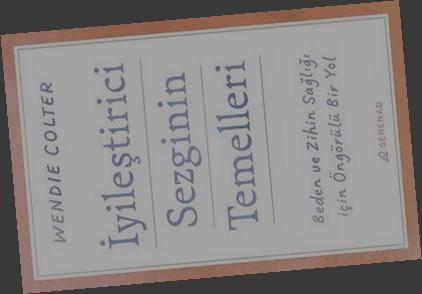 WENDIE COLTER
İyileştirici
Sezginin
Temelleri
Beden ve Zihin Sağlığı
için Öngörülü Bir Yol
SERENAD